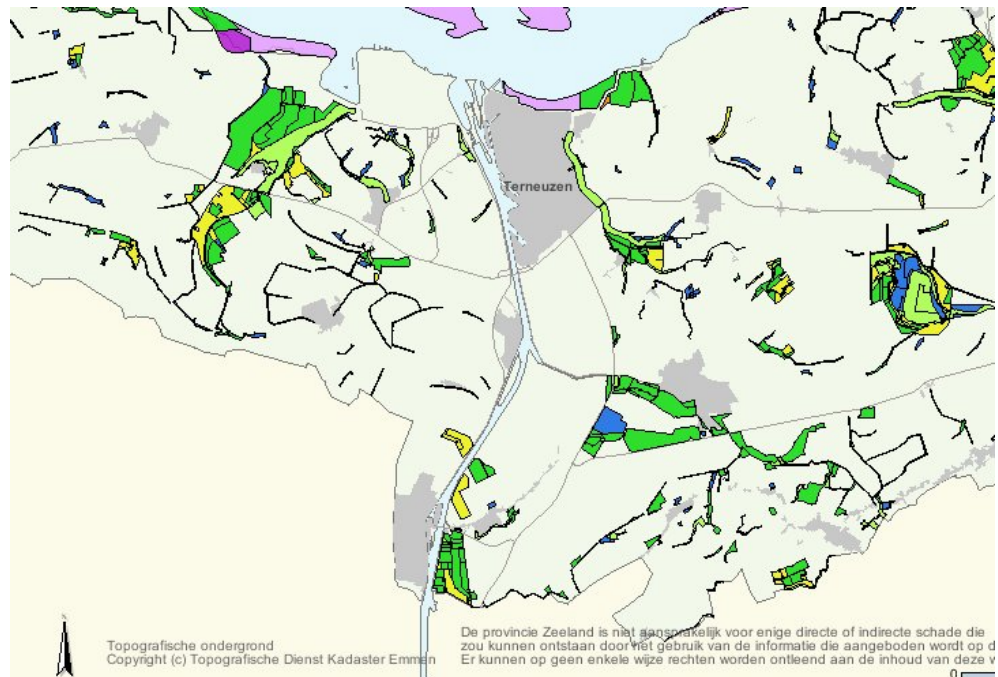 Terneuzen
Topografische ondergrond
Copyright (c) Topografische Dienst Kadaster Emmen
De provincie Zeeland is niet aansprakelijk voor enige directe of indirecte schade die
zou kunnen ontstaan door het gebruik van de informatie die aangeboden wordt op d
Er kunnen op geen enkele wijze rechten worden ontleend aan de inhoud van deze w
0